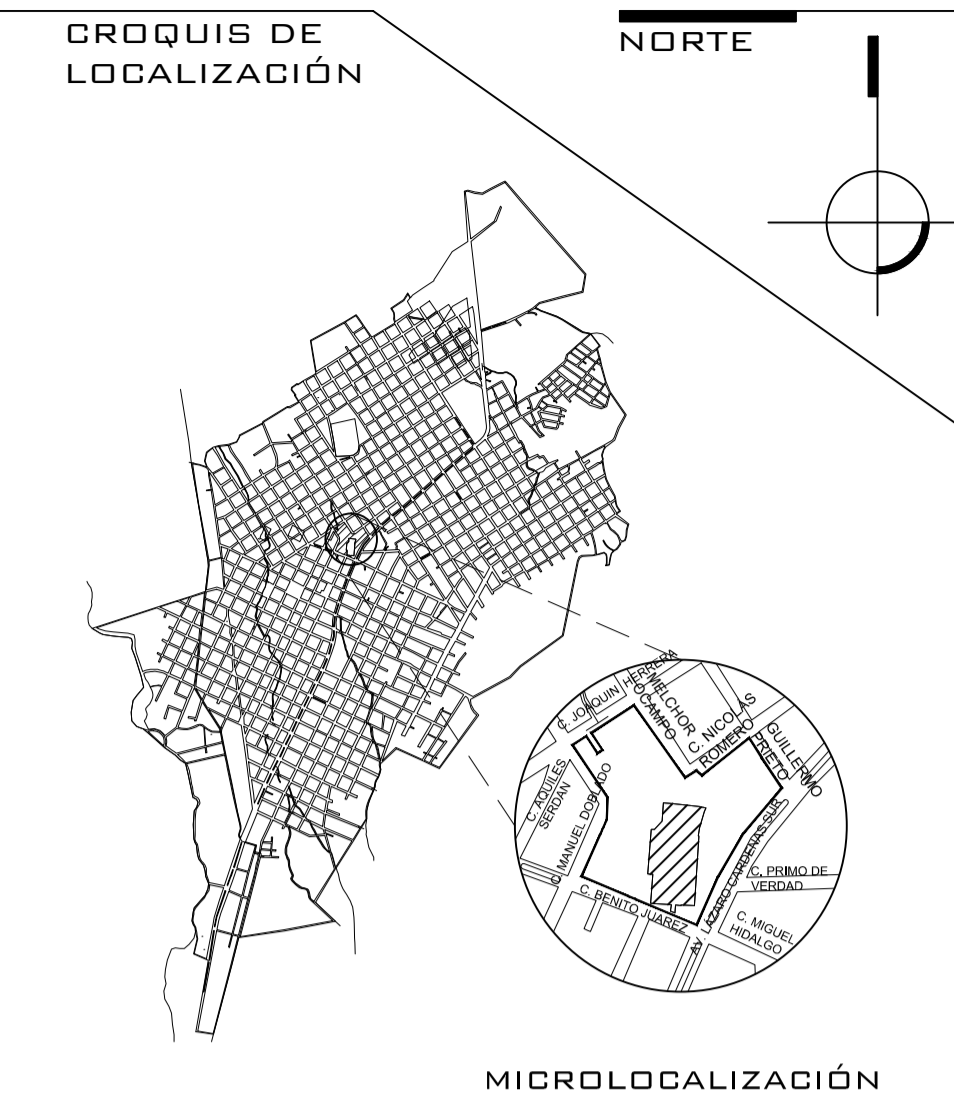 CROQUIS DE
LOCALIZACIÓN
NORTE
C. JOAQUIN HERRERA
MELCHOR
OCAMPO
C. NICOLAS
ROMERO
GUILLERMO
PRIETO
C. AQUILES
SERDAN
C. MANUEL DOBLADO
AV. LÁZARO CARDENAS SUR
C. PRIMO DE
VERDAD
C. BENITO JUAREZ
C. MIGUEL
HIDALGO
MICROLOCALIZACIÓN